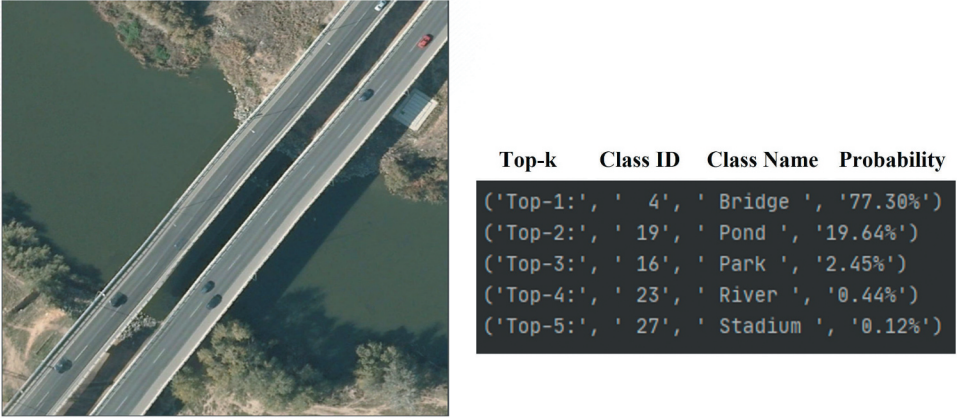 Top-k Class ID Class Name Probability
('Top-1:', '  4', ' Bridge ', '77.30%')
('Top-2:', ' 19', ' Pond ', '19.64%')
('Top-3:', ' 16', ' Park ', '2.45%')
('Top-4:', ' 23', ' River ', '0.44%')
('Top-5:', ' 27', ' Stadium ', '0.12%')